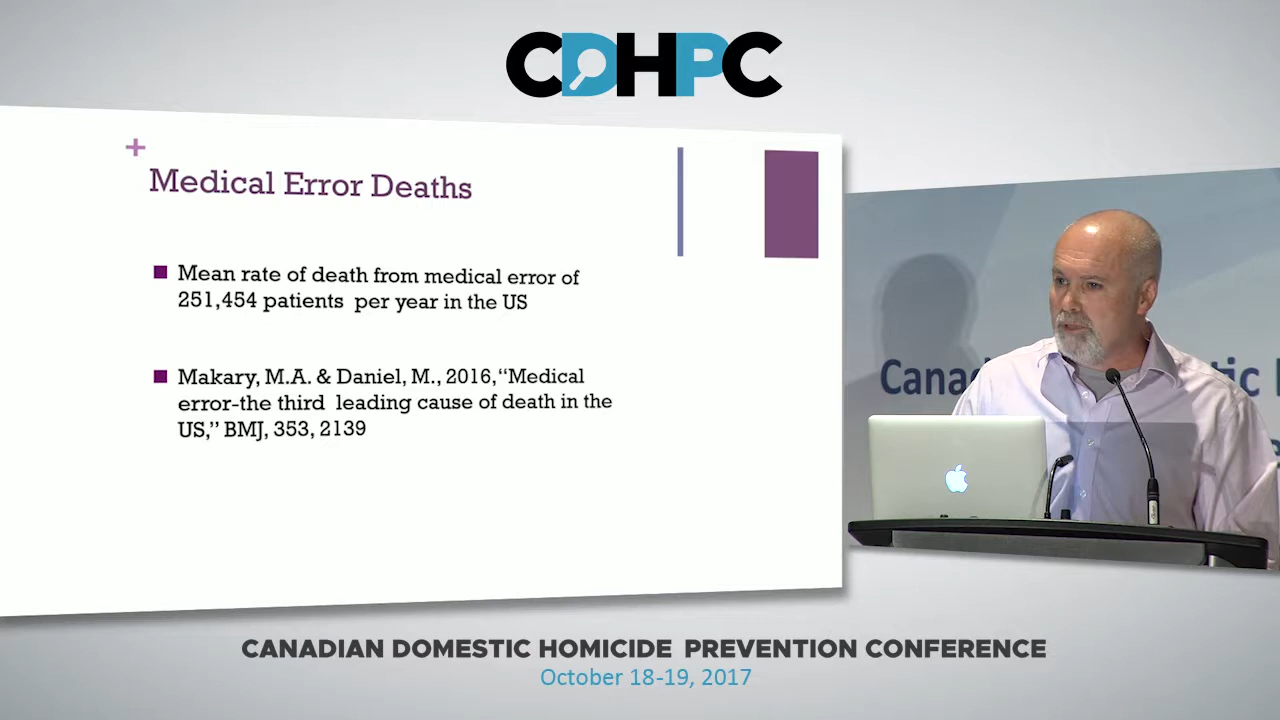 CDHPC
+
Medical Error Deaths
Mean rate of death from medical error of
251,454 patients per year in the US
Makary, M.A. & Daniel, M., 2016, “Medical
error-the third leading cause of death in the
US,” BMJ, 353, 2139
Cana
tic
CANADIAN DOMESTIC HOMICIDE PREVENTION CONFERENCE
October 18-19, 2017